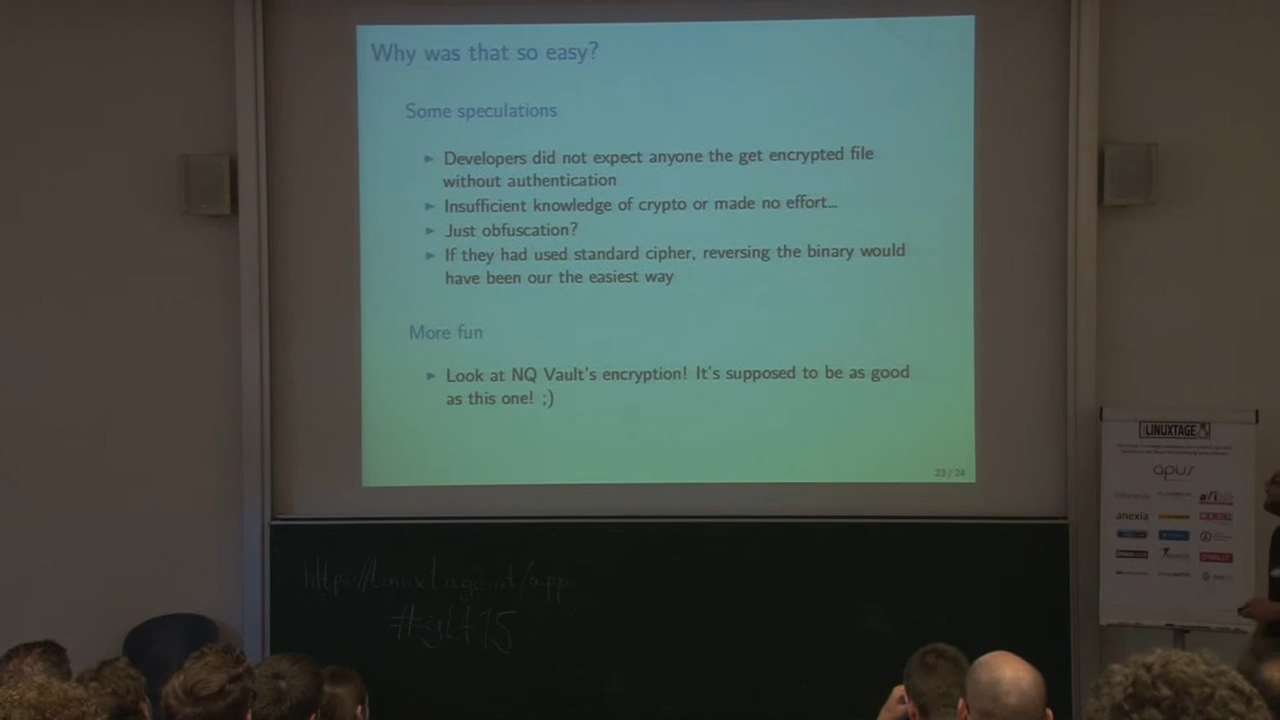 Why was that so easy?
Some speculations
► Developers did not expect anyone the get encrypted file
without authentication
► Insufficient knowledge of crypto or made no effort...
► Just obfuscation?
► If they had used standard cipher, reversing the binary would
have been our the easiest way
More fun
► Look at NQ Vault's encryption! It's supposed to be as good
as this one! ;)
23 / 24
LINUXTAGE
apus
anexia
#glt15